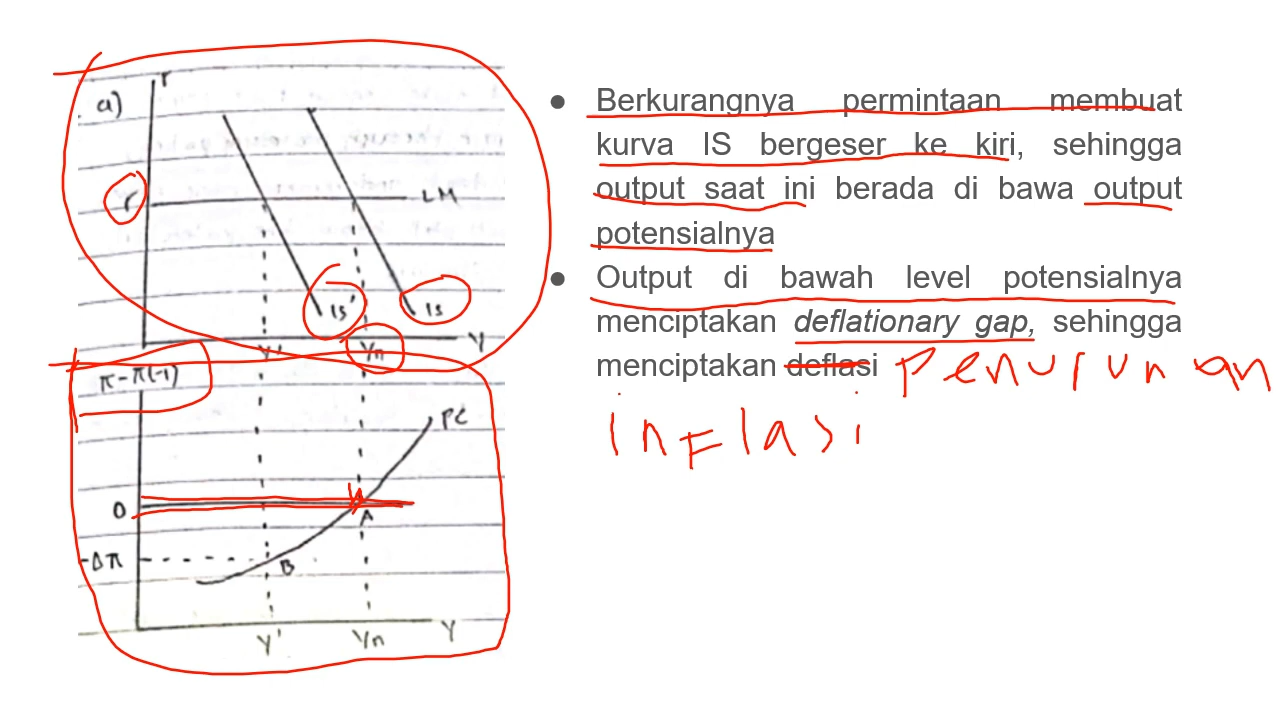 r
a)
r
LM
IS'
IS
Y'
Yn
Y
π-π(-1)
PC
0
A
-Δπ
B
Y'
Yn
Y
● Berkurangnya permintaan membuat
kurva IS bergeser ke kiri, sehingga
output saat ini berada di bawa output
potensialnya
● Output di bawah level potensialnya
menciptakan deflationary gap, sehingga
menciptakan deflasi Penurunan
inflasi